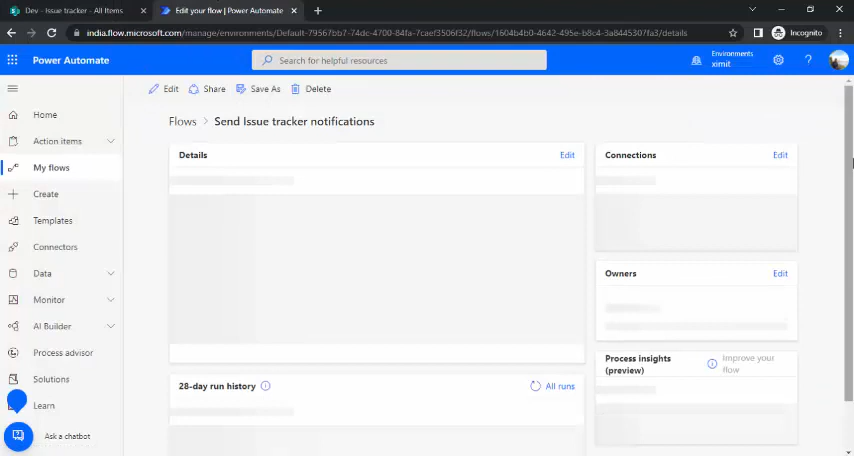 Dev - Issue tracker - All Items
Edit your flow | Power Automate
india.flow.microsoft.com/manage/environments/Default-79567bb7-74dc-4700-84fa-7caef3506f32/flows/1604b4b0-4642-495e-b8c4-3a8445307fa3/details
Incognito
Power Automate
Search for helpful resources
Environments
ximit
Edit
Share
Save As
Delete
Home
Action items
My flows
Create
Templates
Connectors
Data
Monitor
AI Builder
Process advisor
Solutions
Learn
Ask a chatbot
Flows > Send Issue tracker notifications
Details
Edit
28-day run history
All runs
Connections
Edit
Owners
Edit
Process insights
(preview)
Improve your
flow